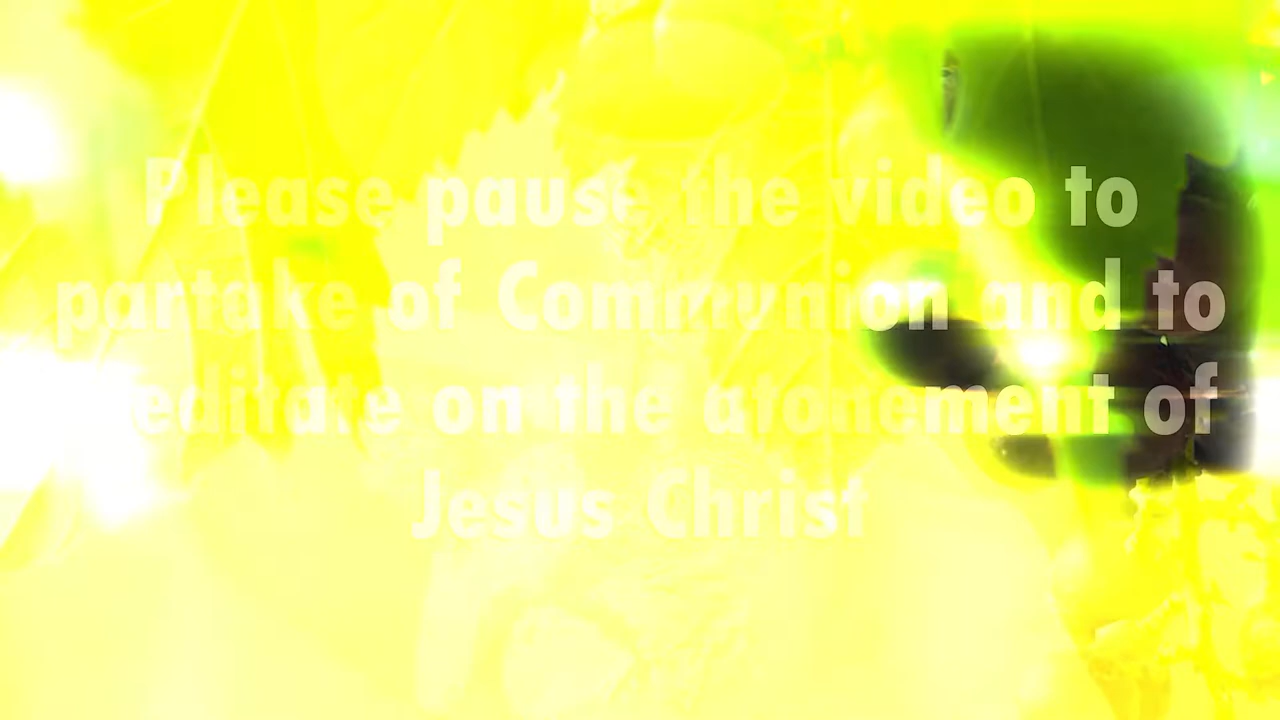 Please pause the video to
partake of Communion and to
meditate on the atonement of
Jesus Christ